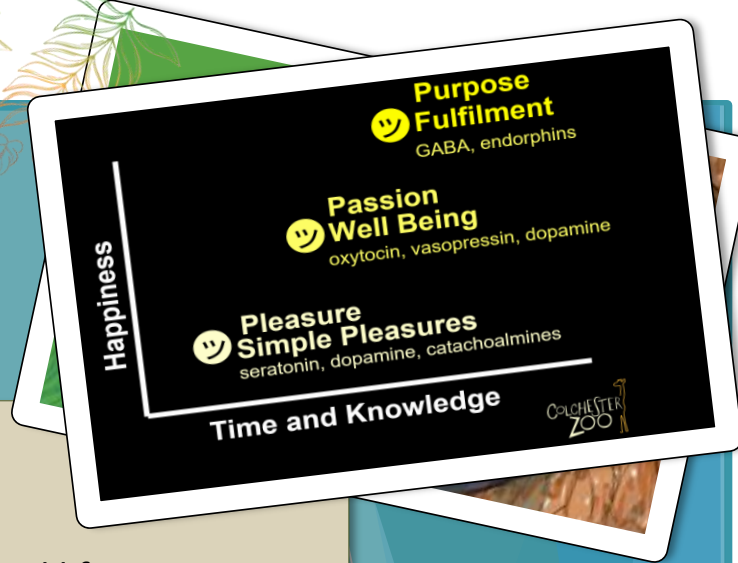 Purpose
Fulfilment
GABA, endorphins
Passion
Well Being
oxytocin, vasopressin, dopamine
Pleasure
Simple Pleasures
seratonin, dopamine, catachoalmines
Happiness
Time and Knowledge
COLCHESTER
ZOO